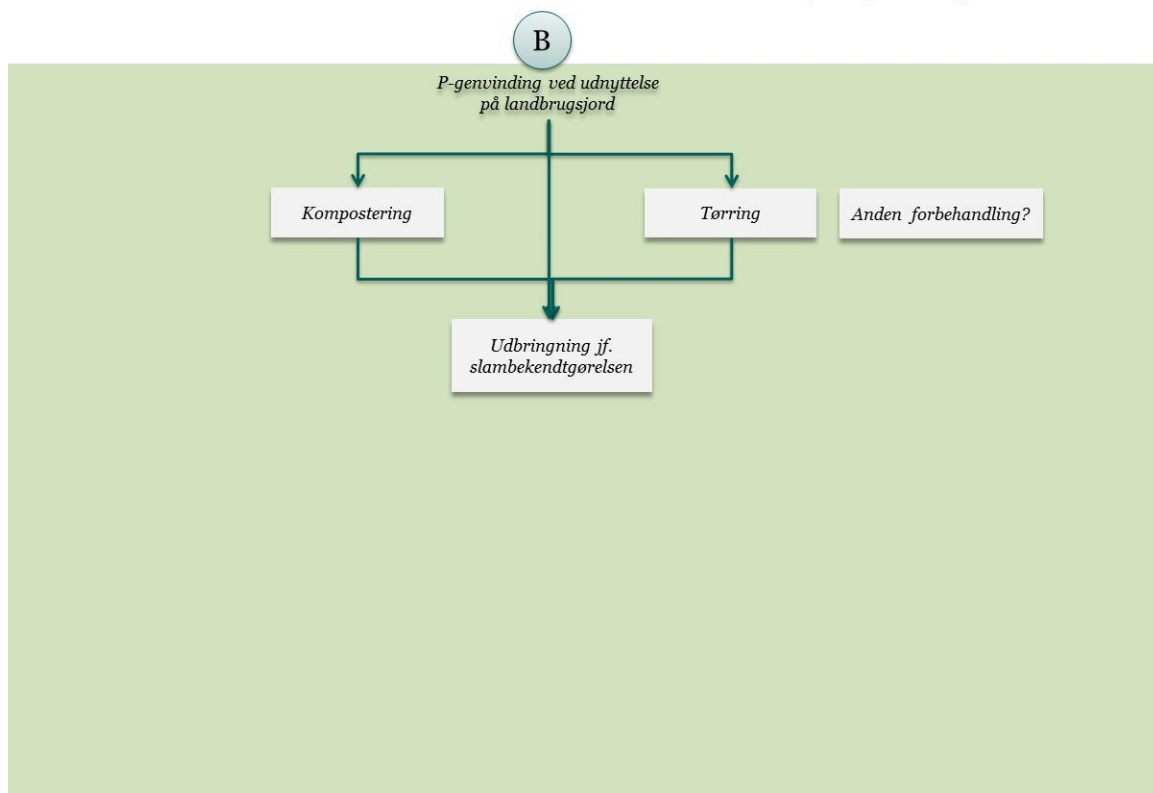 B
P-genvinding ved udnyttelse
på landbrugsjord
Kompostering
Tørring
Anden forbehandling?
Udbringning jf.
slambekendtgørelsen